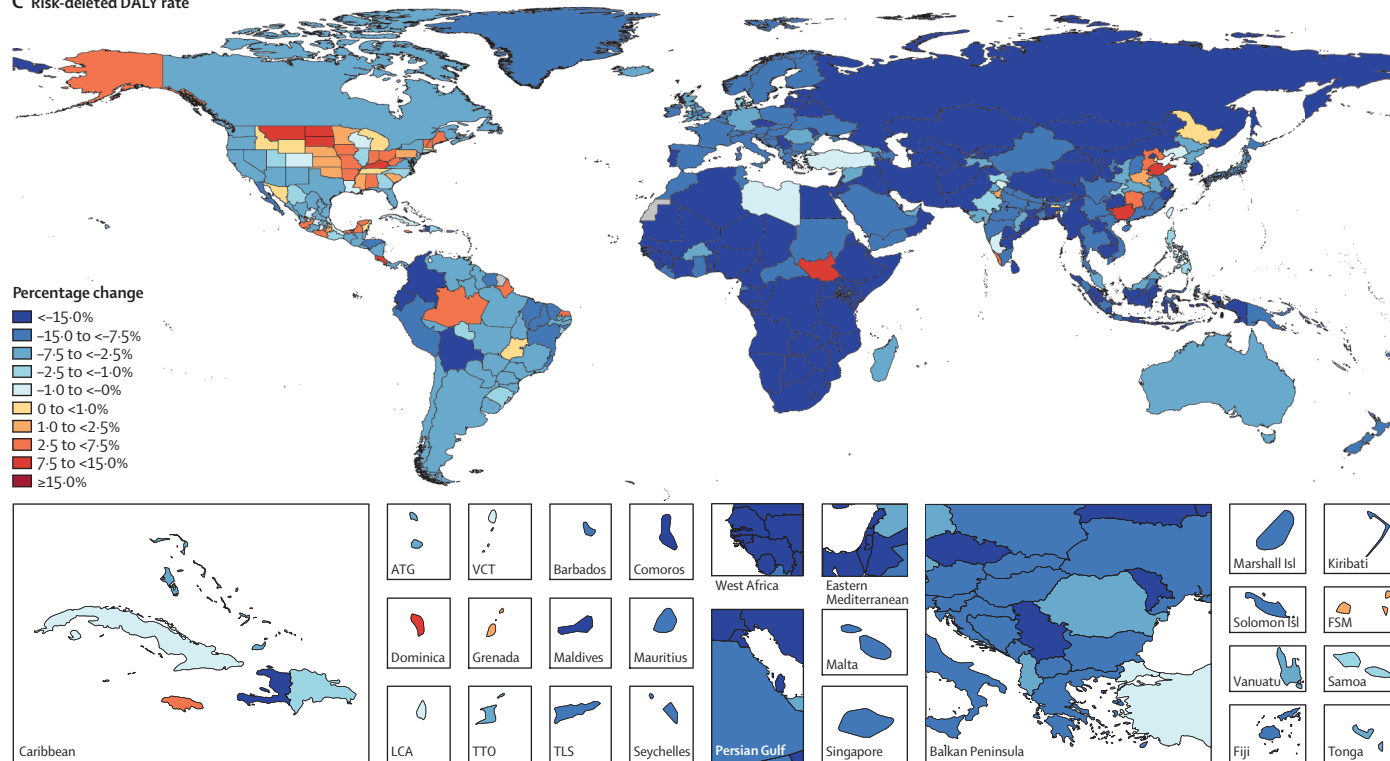 C Risk-deleted DALY rate
Percentage change
<–15·0%
–15·0 to <–7·5%
–7·5 to <–2·5%
–2·5 to <–1·0%
–1·0 to <–0%
0 to <1·0%
1·0 to <2·5%
2·5 to <7·5%
7·5 to <15·0%
≥15·0%
Caribbean
ATG
VCT
Barbados
Comoros
West Africa
Eastern
Mediterranean
Marshall Isl
Kiribati
Dominica
Grenada
Maldives
Mauritius
Malta
Solomon Isl
FSM
Vanuatu
Samoa
LCA
TTO
TLS
Seychelles
Persian Gulf
Singapore
Balkan Peninsula
Fiji
Tonga